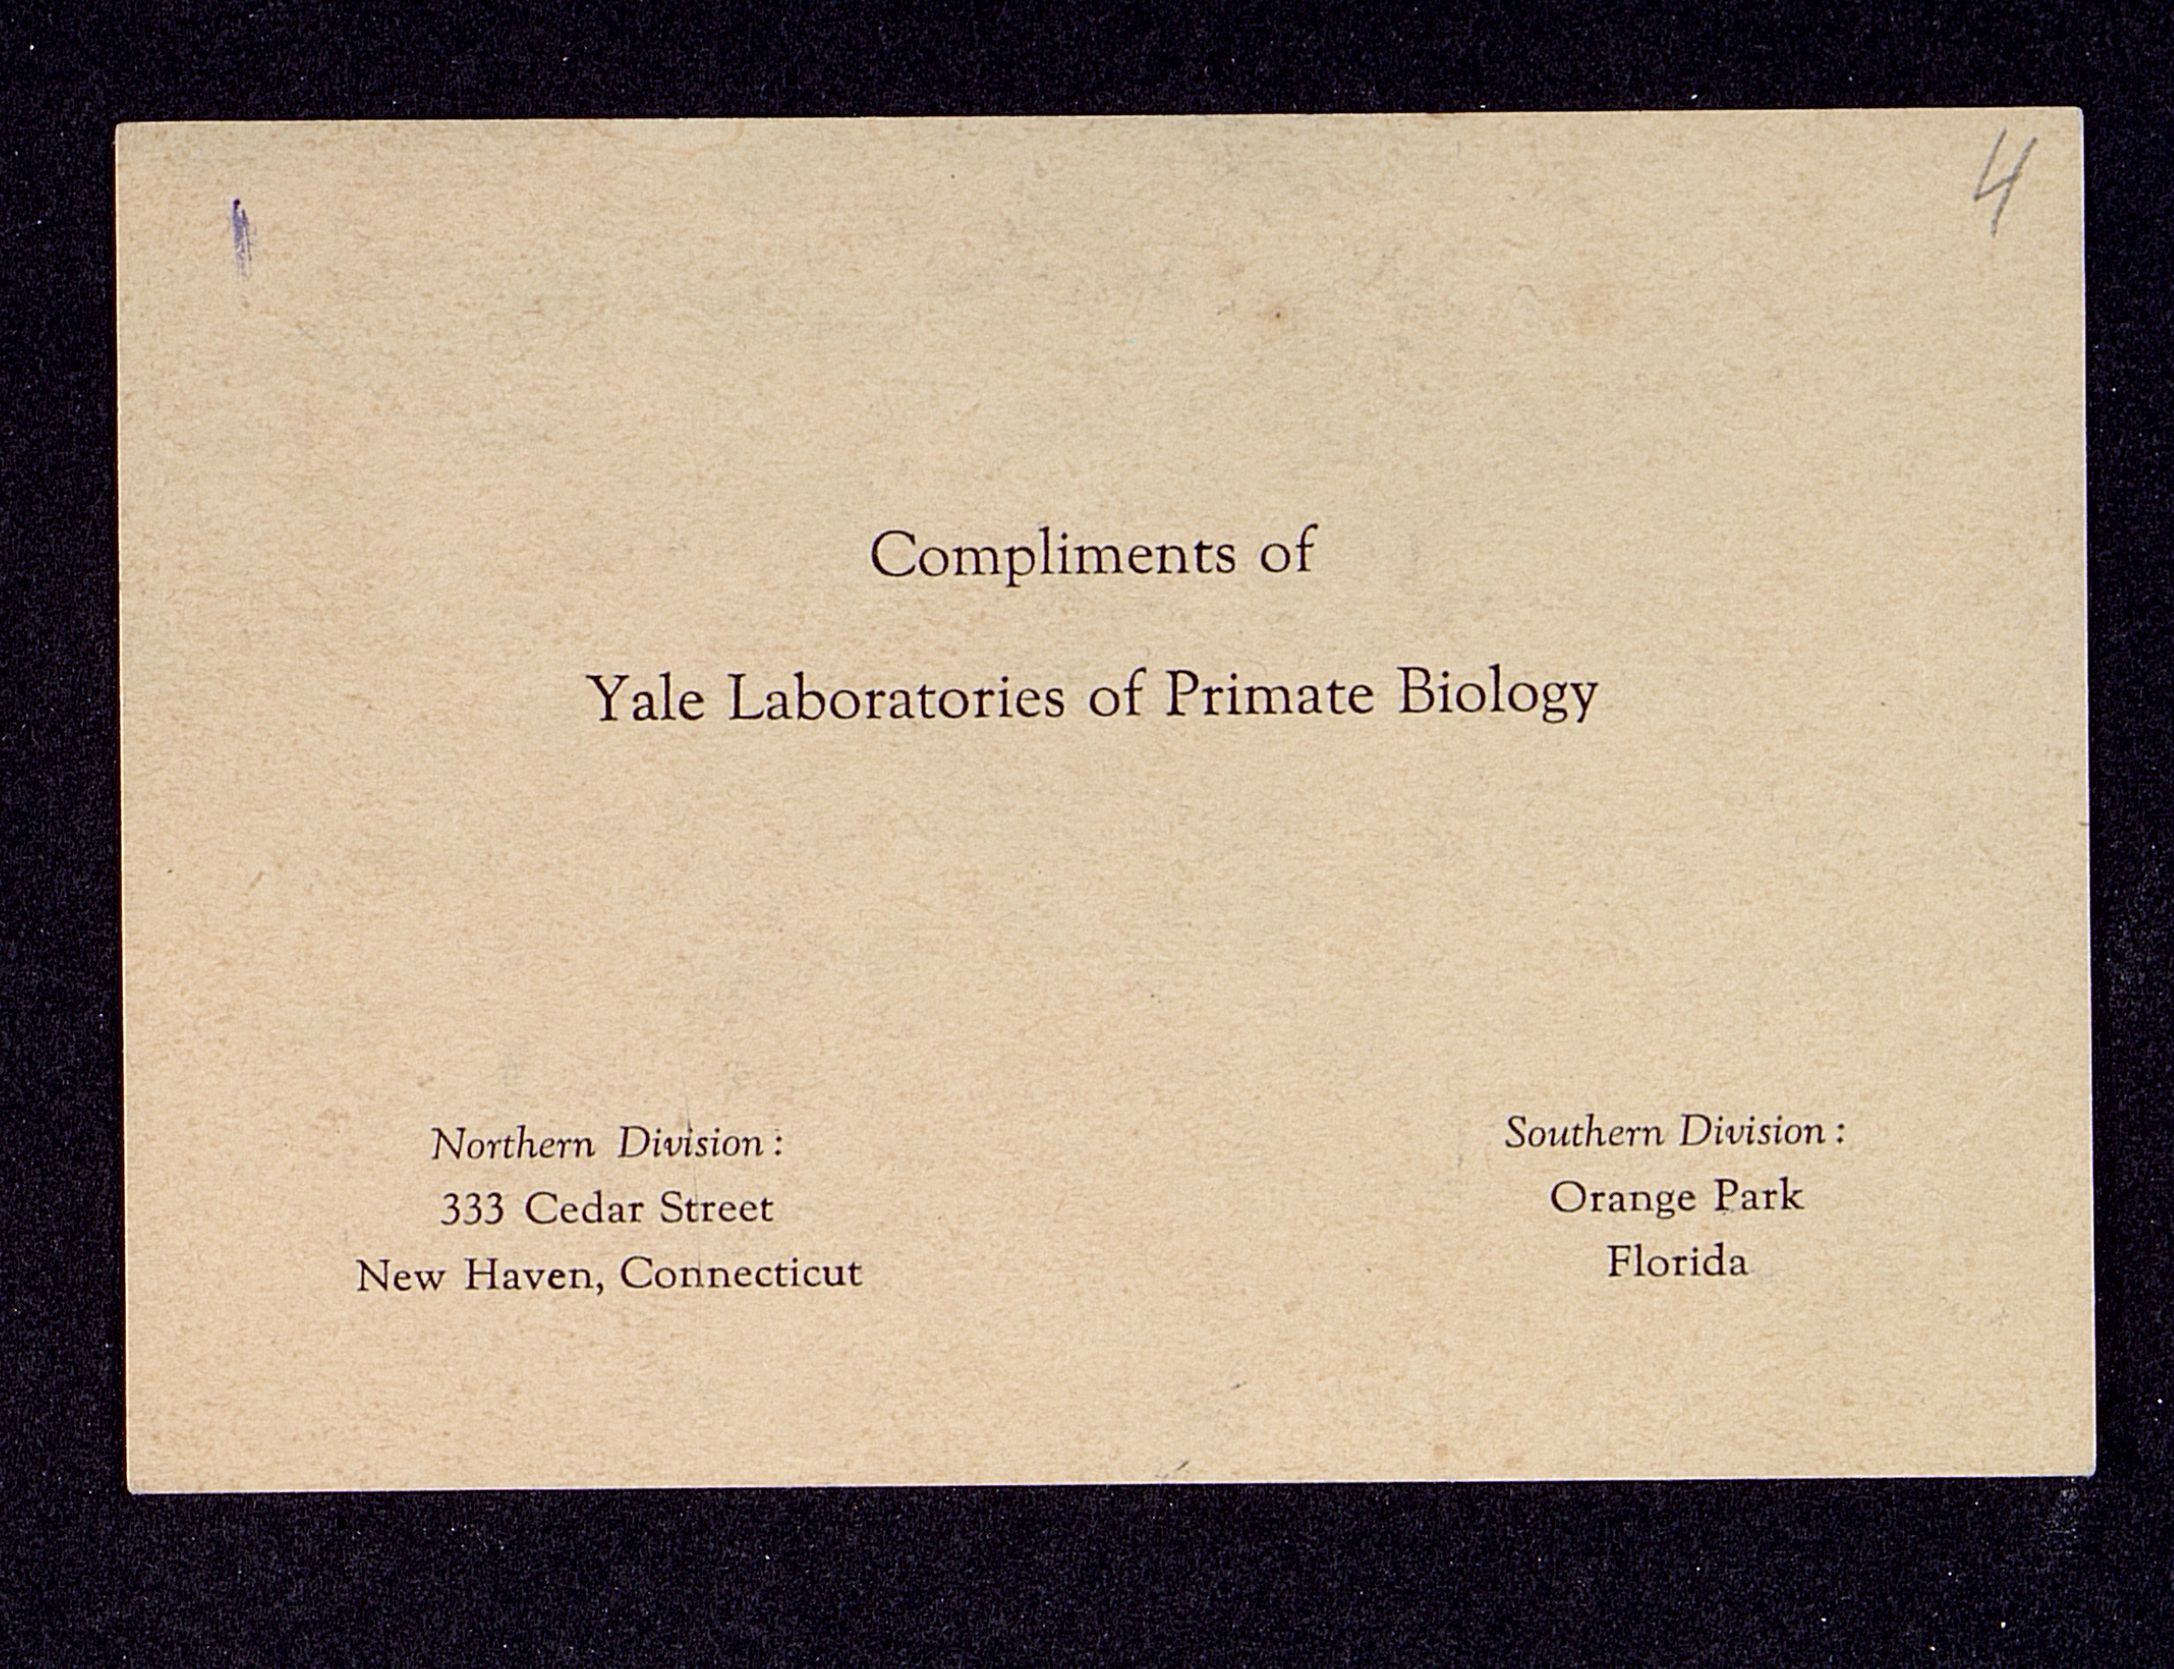 4
Compliments of
Yale Laboratories of Primate Biology
Northern Division:
333 Cedar Street
New Haven, Connecticut
Southern Division:
Orange Park
Florida